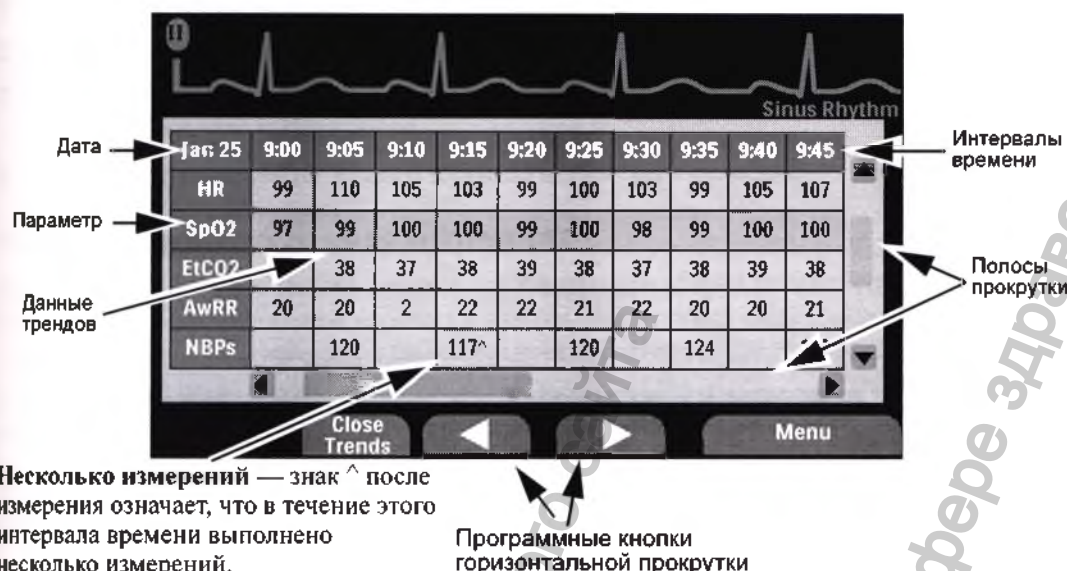 II
Sinus Rhythm
Дата
Jan 25 9:00 9:05 9:10 9:15 9:20 9:25 9:30 9:35 9:40 9:45
Интервалы
времени
HR 99 110 105 103 99 100 103 99 105 107
Параметр
SpO2 97 99 100 100 99 100 98 99 100 100
EtCO2 38 37 38 39 38 37 38 39 38
Полосы
прокрутки
Данные
трендов
AwRR 20 20 2 22 22 21 22 20 20 21
NBPs 120 117^ 120 124
Close
Trends
Menu
Несколько измерений — знак ^ после
измерения означает, что в течение этого
интервала времени выполнено
несколько измерений.
Программные кнопки
горизонтальной прокрутки